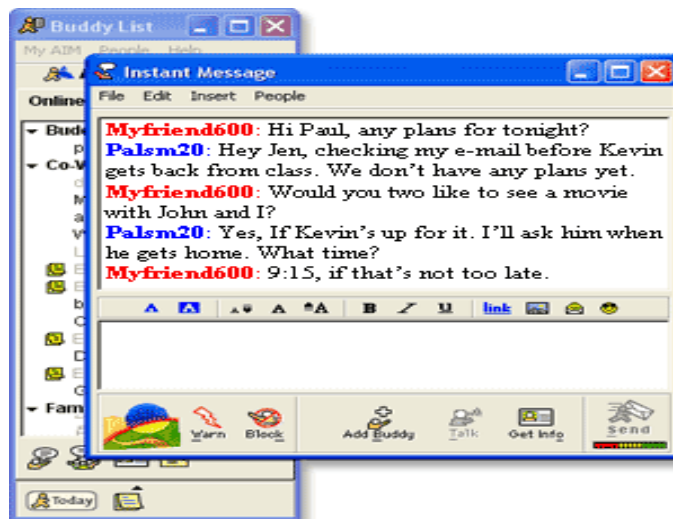 Buddy List
My AIM People Help
Instant Message
File Edit Insert People
Online
Myfriend600: Hi Paul, any plans for tonight?
Palsm20: Hey Jen, checking my e-mail before Kevin
gets back from class. We don't have any plans yet.
Myfriend600: Would you two like to see a movie
with John and I?
Palsm20: Yes, If Kevin's up for it. I'll ask him when
he gets home. What time?
Myfriend600: 9:15, if that's not too late.
A A A A A B I U link
Warn Block Add Buddy Talk Get Info Send
Today